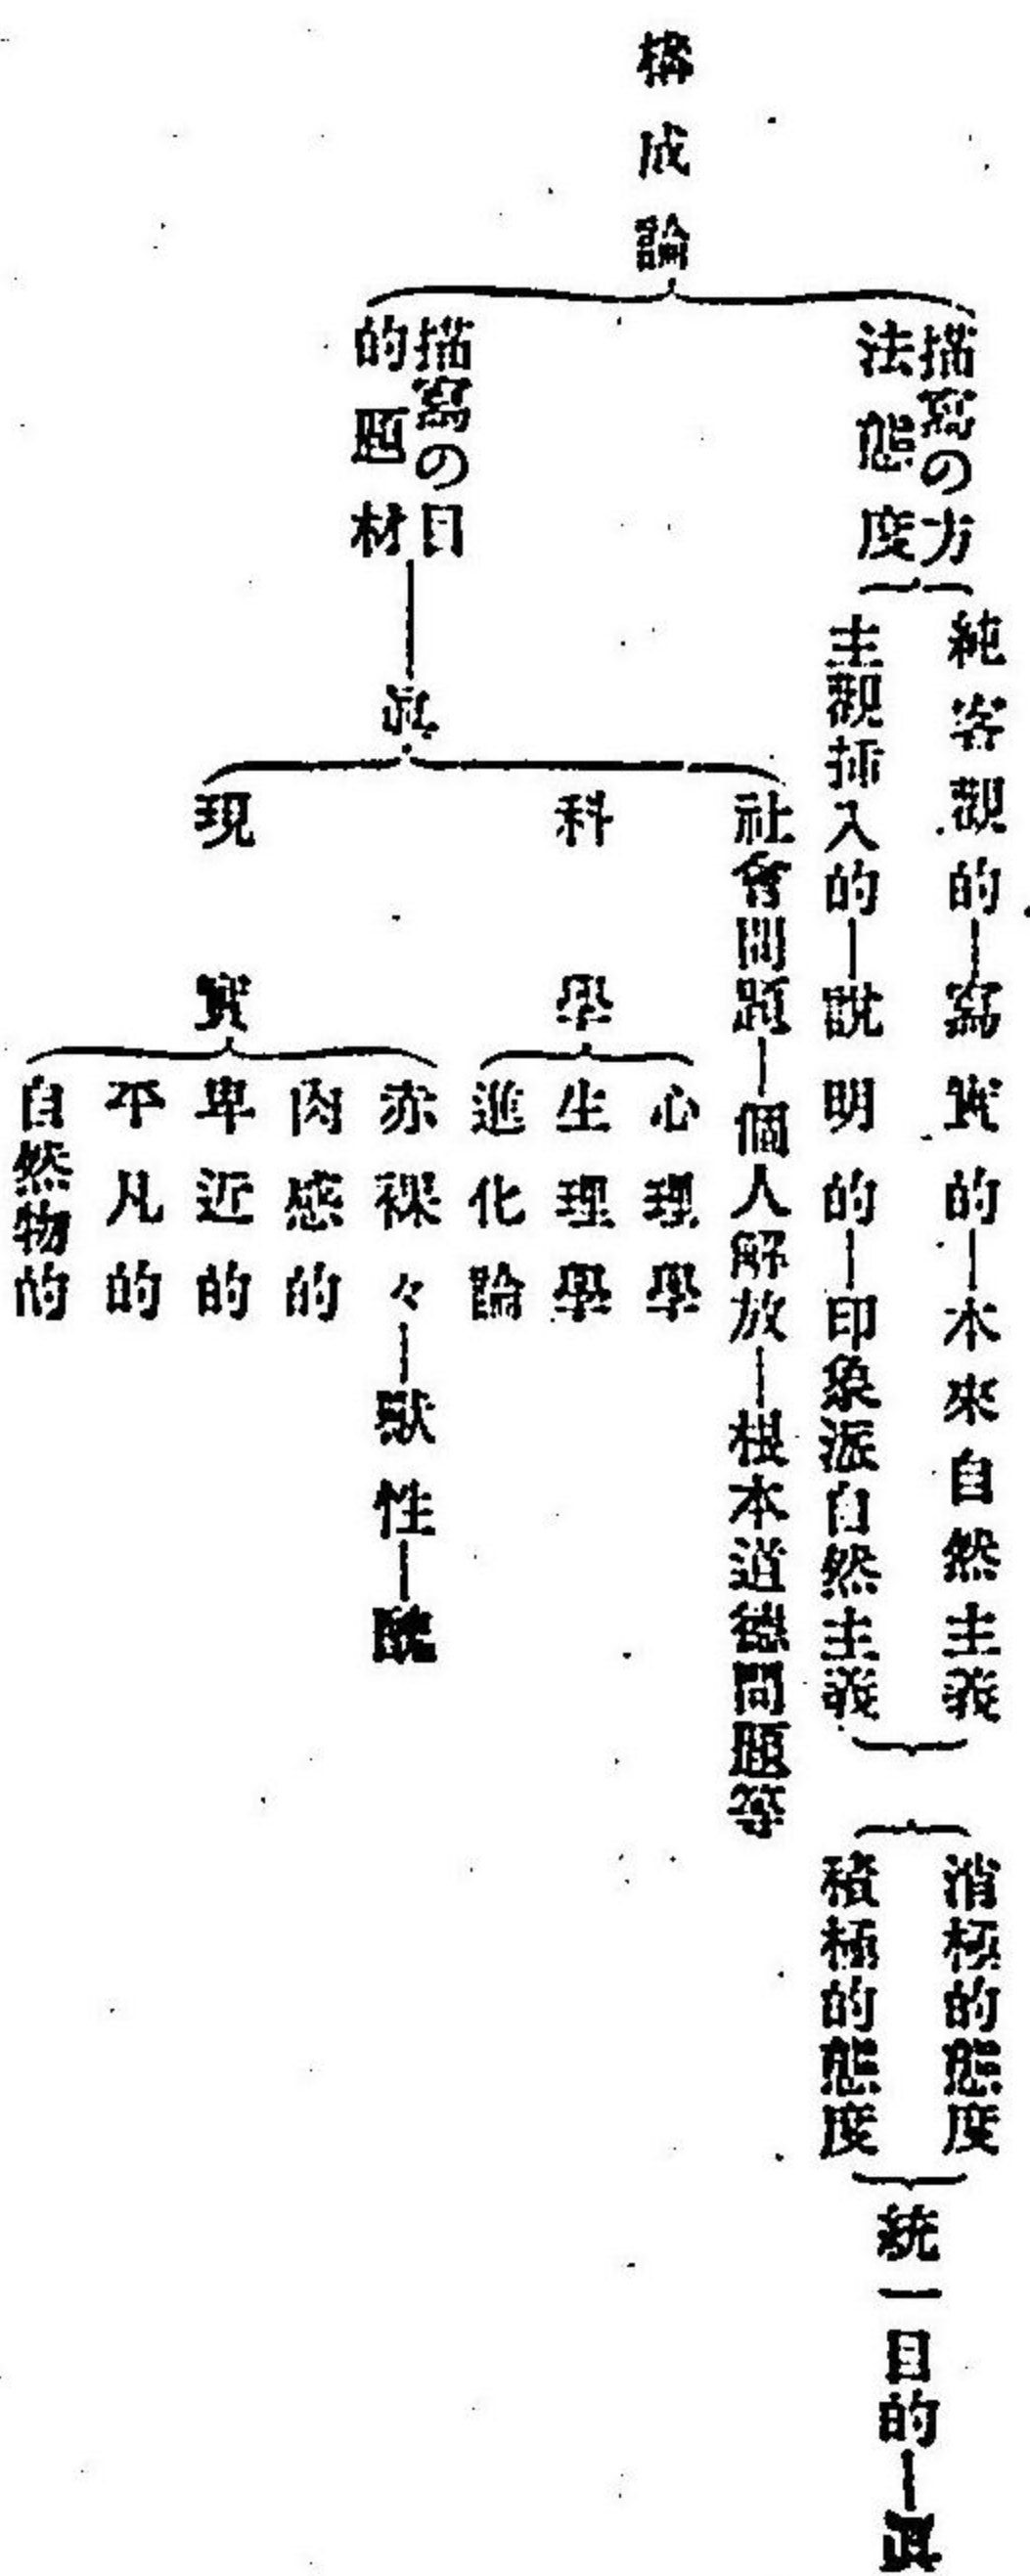 構成論
描寫の方
法態度
純客觀的―寫實的―本來自然主義
主觀挿入的―說明的―印象派自然主義
消極的態度
積極的態度
統一目的―眞
描寫の目
的題材―眞
社會問題―個人解放―根本道德問題等
科學
心理學
生理學
進化論
現實
赤裸々―獸性―醜
肉感的
卑近的
平凡的
自然物的